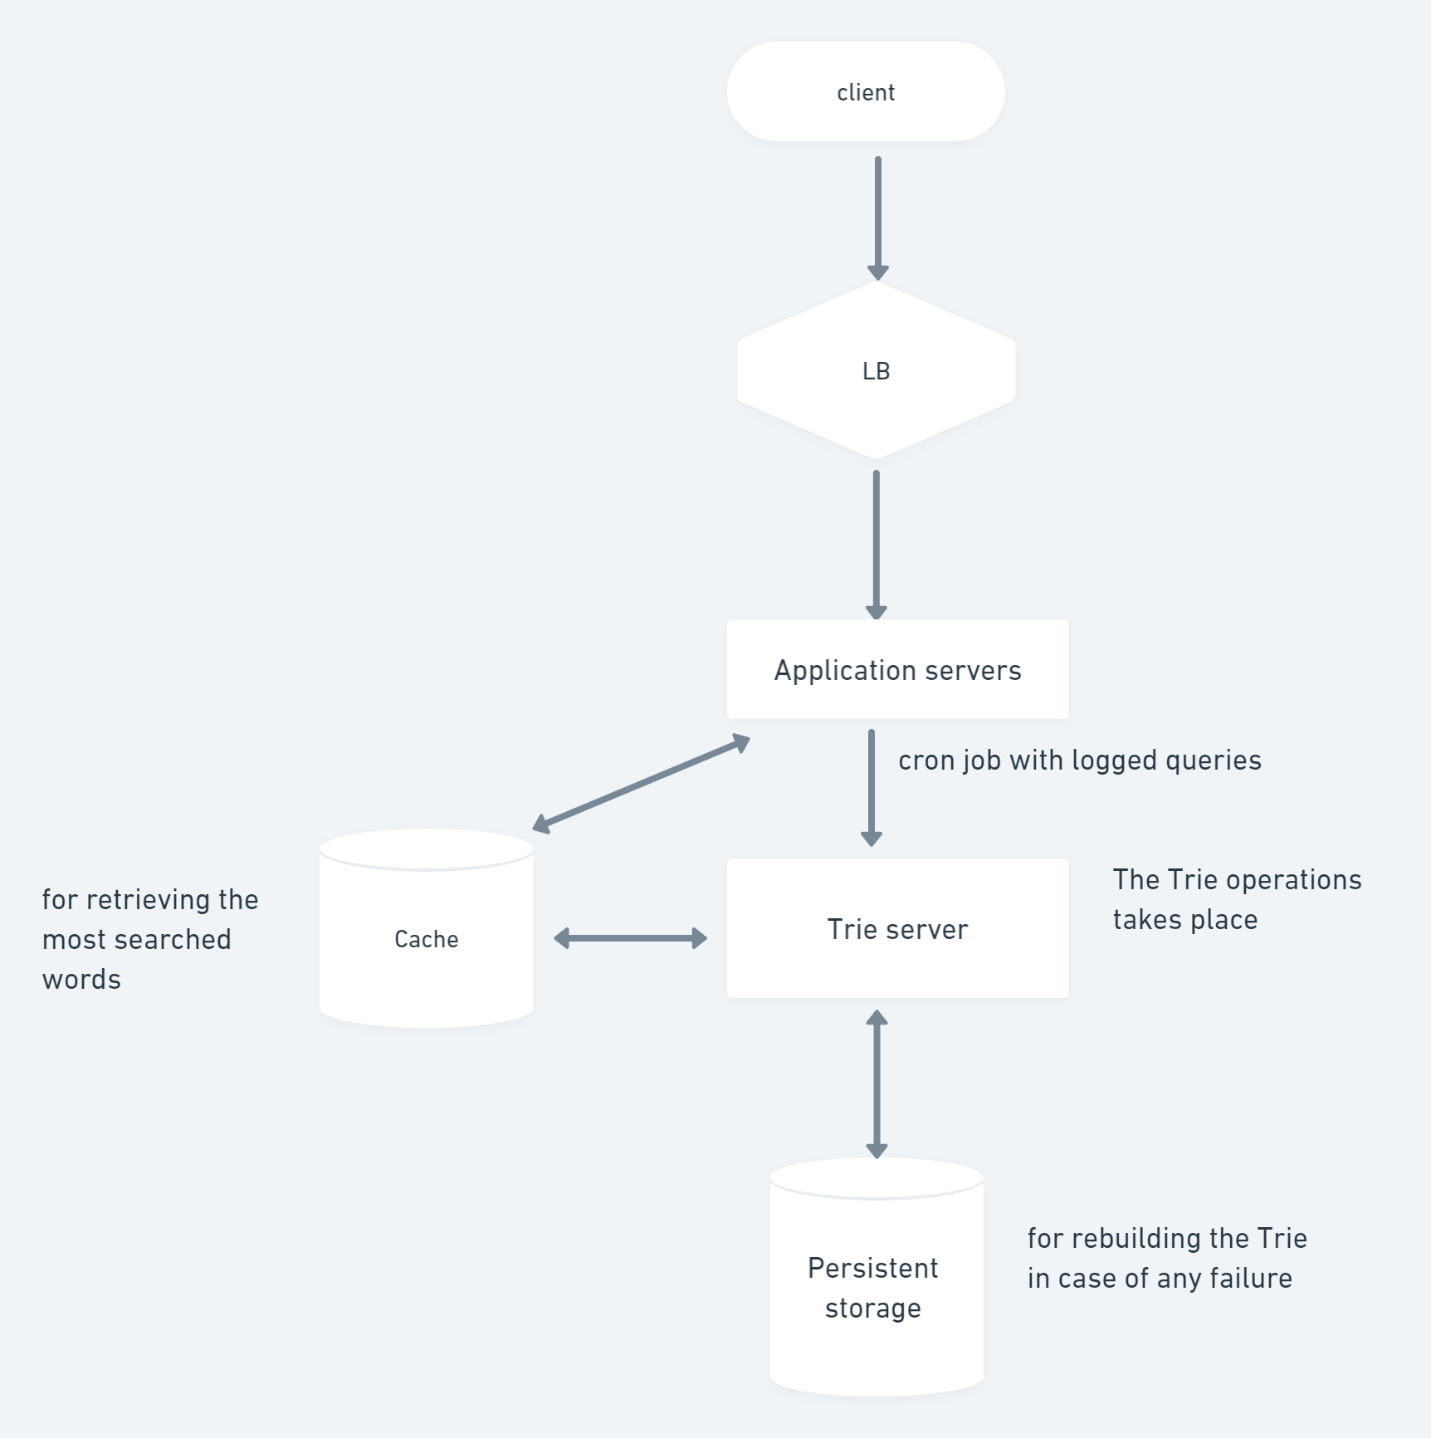 client
LB
Application servers
cron job with logged queries
for retrieving the
most searched
words
Cache
Trie server
The Trie operations
takes place
Persistent
storage
for rebuilding the Trie
in case of any failure